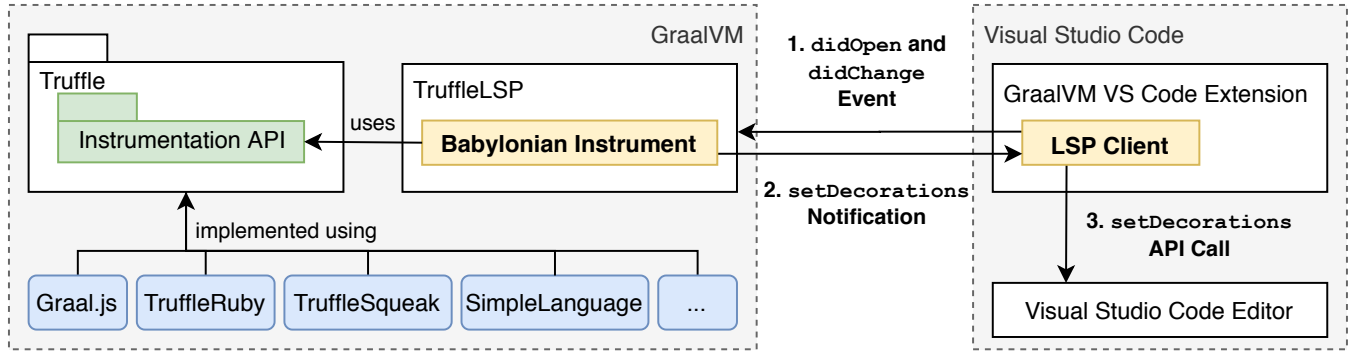 GraalVM
Truffle
Instrumentation API
uses
TruffleLSP
Babylonian Instrument
implemented using
Graal.js
TruffleRuby
TruffleSqueak
SimpleLanguage
...
1. didOpen and
didChange
Event
2. setDecorations
Notification
Visual Studio Code
GraalVM VS Code Extension
LSP Client
3. setDecorations
API Call
Visual Studio Code Editor